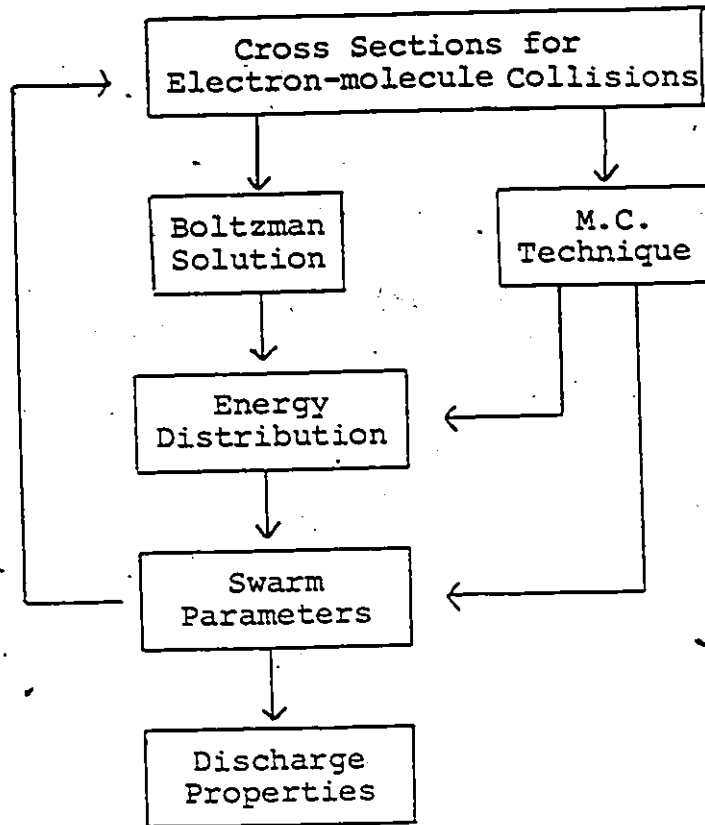 Cross Sections for
Electron-molecule Collisions
Boltzman
Solution
M.C.
Technique
Energy
Distribution
Swarm
Parameters
Discharge
Properties